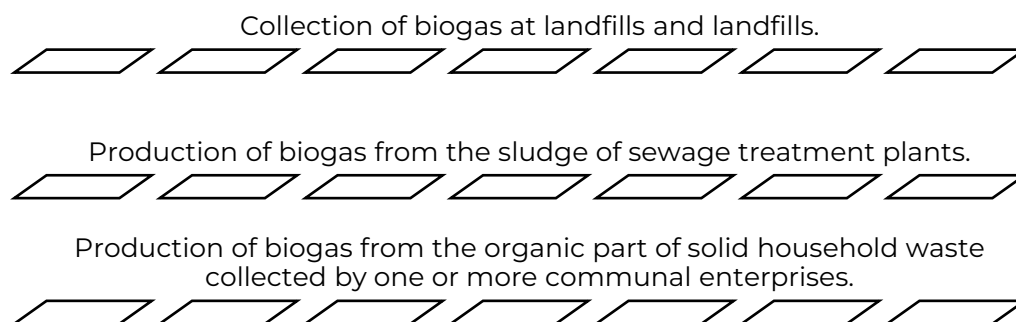 Collection of biogas at landfills and landfills.
Production of biogas from the sludge of sewage treatment plants.
Production of biogas from the organic part of solid household waste
collected by one or more communal enterprises.